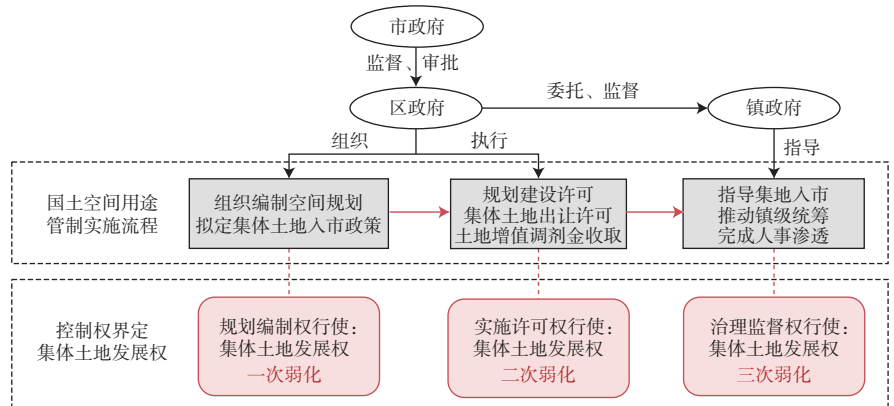 市政府
监督、审批
区政府
委托、监督
镇政府
组织
执行
指导
国土空间用途
管制实施流程
组织编制空间规划
拟定集体土地入市政策
规划建设许可
集体土地出让许可
土地增值调剂金收取
指导集地入市
推动镇级统筹
完成人事渗透
控制权界定
集体土地发展权
规划编制权行使：
集体土地发展权
一次弱化
实施许可权行使：
集体土地发展权
二次弱化
治理监督权行使：
集体土地发展权
三次弱化